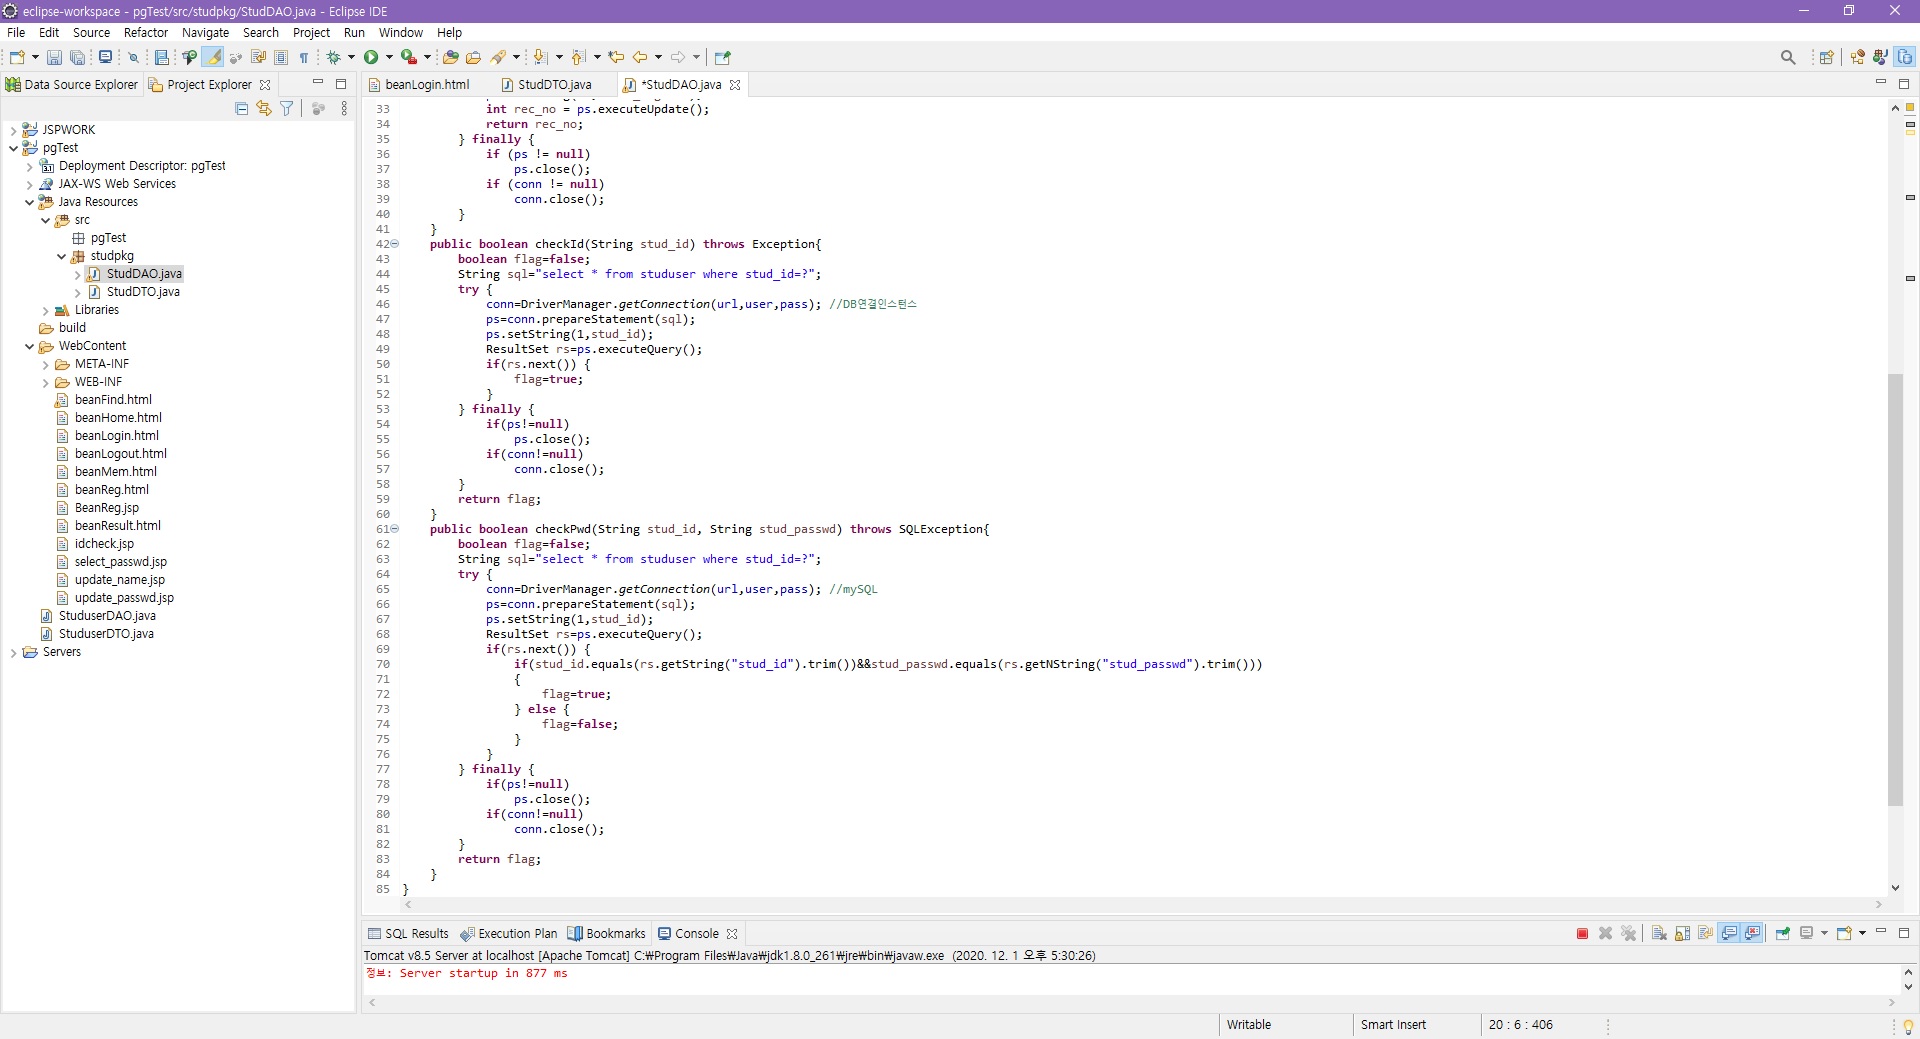 eclipse-workspace - pgTest/src/studpkg/StudDAO.java - Eclipse IDE
File Edit Source Refactor Navigate Search Project Run Window Help
Data Source Explorer Project Explorer
JSPWORK
pgTest
Deployment Descriptor: pgTest
JAX-WS Web Services
Java Resources
src
pgTest
studpkg
StudDAO.java
StudDTO.java
Libraries
build
WebContent
META-INF
WEB-INF
beanFind.html
beanHome.html
beanLogin.html
beanLogout.html
beanMem.html
beanReg.html
BeanReg.jsp
beanResult.html
idcheck.jsp
select_passwd.jsp
update_name.jsp
update_passwd.jsp
StuduserDAO.java
StuduserDTO.java
Servers
beanLogin.html StudDTO.java *StudDAO.java
33 int rec_no = ps.executeUpdate();
34 return rec_no;
35 } finally {
36 if (ps != null)
37 ps.close();
38 if (conn != null)
39 conn.close();
40 }
41 }
42 public boolean checkId(String stud_id) throws Exception{
43 boolean flag=false;
44 String sql="select * from studuser where stud_id=?";
45 try {
46 conn=DriverManager.getConnection(url,user,pass); //DB연결인스턴스
47 ps=conn.prepareStatement(sql);
48 ps.setString(1,stud_id);
49 ResultSet rs=ps.executeQuery();
50 if(rs.next()) {
51 flag=true;
52 }
53 } finally {
54 if(ps!=null)
55 ps.close();
56 if(conn!=null)
57 conn.close();
58 }
59 return flag;
60 }
61 public boolean checkPwd(String stud_id, String stud_passwd) throws SQLException{
62 boolean flag=false;
63 String sql="select * from studuser where stud_id=?";
64 try {
65 conn=DriverManager.getConnection(url,user,pass); //mySQL
66 ps=conn.prepareStatement(sql);
67 ps.setString(1,stud_id);
68 ResultSet rs=ps.executeQuery();
69 if(rs.next()) {
70 if(stud_id.equals(rs.getString("stud_id").trim())&&stud_passwd.equals(rs.getNString("stud_passwd").trim()))
71 {
72 flag=true;
73 } else {
74 flag=false;
75 }
76 }
77 } finally {
78 if(ps!=null)
79 ps.close();
80 if(conn!=null)
81 conn.close();
82 }
83 return flag;
84 }
85 }
SQL Results Execution Plan Bookmarks Console
Tomcat v8.5 Server at localhost [Apache Tomcat] C:₩Program Files₩Java₩jdk1.8.0_261₩jre₩bin₩javaw.exe (2020. 12. 1 오후 5:30:26)
정보: Server startup in 877 ms
Writable Smart Insert 20 : 6 : 406